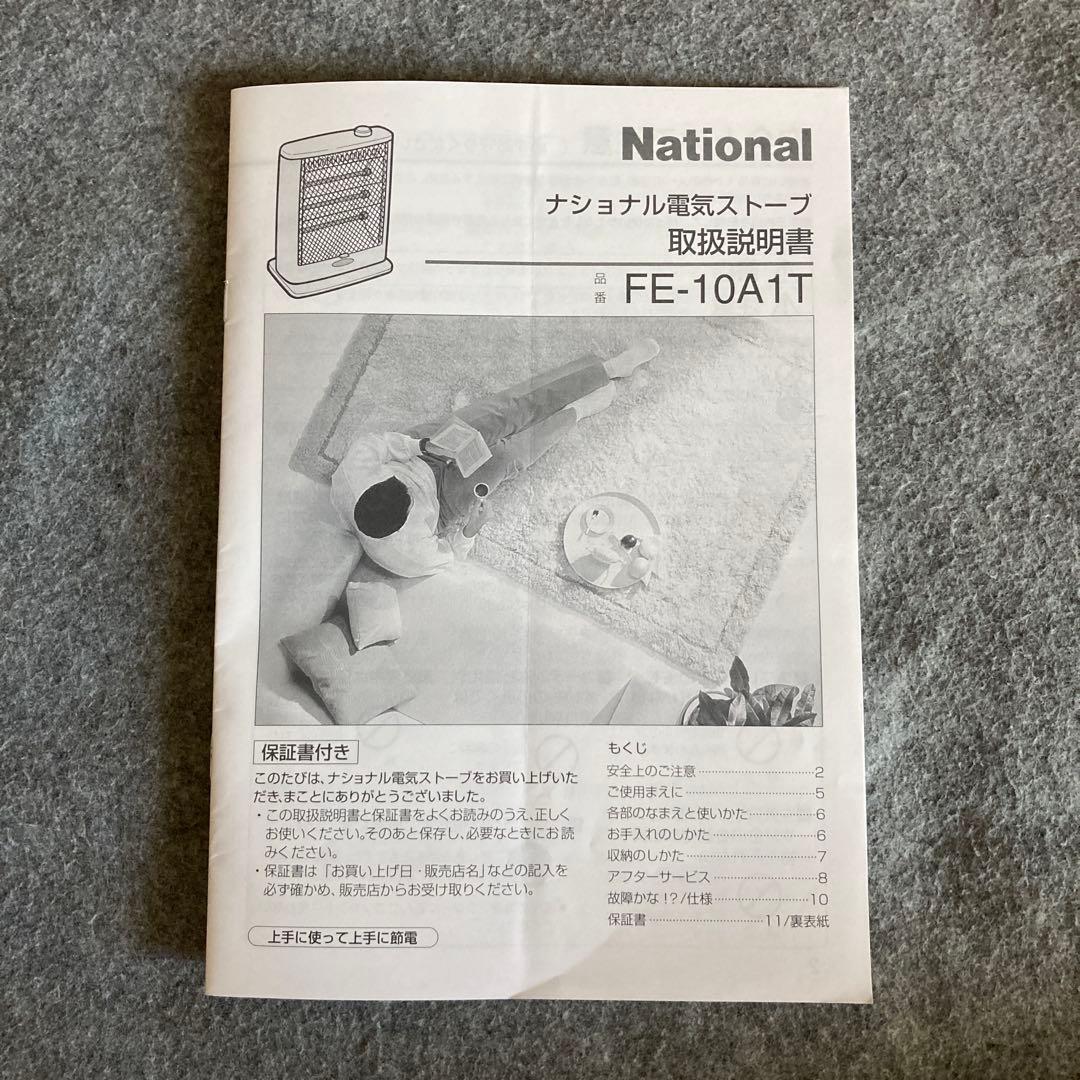 National
ナショナル電気ストーブ
取扱説明書
品番 FE-10A1T
保証書付き
このたびは、ナショナル電気ストーブをお買い上げいた
だき、まことにありがとうございました。
・この取扱説明書と保証書をよくお読みのうえ、正しく
お使いください。そのあと保存し、必要なときにお読
みください。
・保証書は「お買い上げ日・販売店名」などの記入を
必ず確かめ、販売店からお受け取りください。
上手に使って上手に節電
もくじ
安全上のご注意……………………………2
ご使用まえに………………………………5
各部のなまえと使いかた…………………6
お手入れのしかた…………………………6
収納のしかた………………………………7
アフターサービス…………………………8
故障かな!?/仕様………………………10
保証書……………………………11/裏表紙